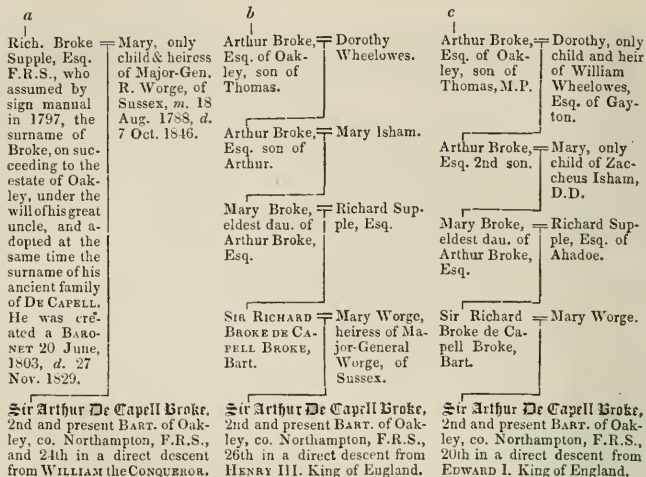 a
Rich. Broke
Supple, Esq.
F.R.S., who
assumed by
sign manual
in 1797, the
surname of
Broke, on suc-
ceeding to the
estate of Oak-
ley, under the
will of his great
uncle, and a-
dopted at the
same time the
surname of his
ancient family
of DE CAPELL.
He was cre-
ated a BARO-
NET 20 June,
1803, d. 27
Nov. 1829.
Mary, only
child & heiress
of Major-Gen.
R. Worge, of
Sussex, m. 18
Aug. 1788, d.
7 Oct. 1846.
Sir Arthur De Capell Broke,
2nd and present BART. of Oak-
ley, co. Northampton, F.R.S.,
and 24th in a direct descent
from WILLIAM the CONQUEROR.
b
Arthur Broke,
Esq. of Oak-
ley, son of
Thomas.
Dorothy
Wheelowes.
Arthur Broke,
Esq. son of
Arthur.
Mary Isham.
Mary Broke,
eldest dau. of
Arthur Broke,
Esq.
Richard Sup-
ple, Esq.
SIR RICHARD
BROKE DE CA-
PELL BROKE,
Bart.
Mary Worge,
heiress of Ma-
jor-General
Worge, of
Sussex.
Sir Arthur De Capell Broke,
2nd and present BART. of Oak-
ley, co. Northampton, F.R.S.,
26th in a direct descent from
HENRY III. King of England.
c
Arthur Broke,
Esq. of Oak-
ley, son of
Thomas, M.P.
Dorothy, only
child and heir
of William
Wheelowes,
Esq. of Gay-
ton.
Arthur Broke,
Esq. 2nd son.
Mary, only
child of Zac-
cheus Isham,
D.D.
Mary Broke,
eldest dau. of
Arthur Broke,
Esq.
Richard Sup-
ple, Esq. of
Ahadoe.
Sir Richard
Broke de Ca-
pell Broke,
Bart.
Mary Worge.
Sir Arthur De Capell Broke,
2nd and present BART. of Oak-
ley, co. Northampton, F.R.S.,
20th in a direct descent from
EDWARD I. King of England.